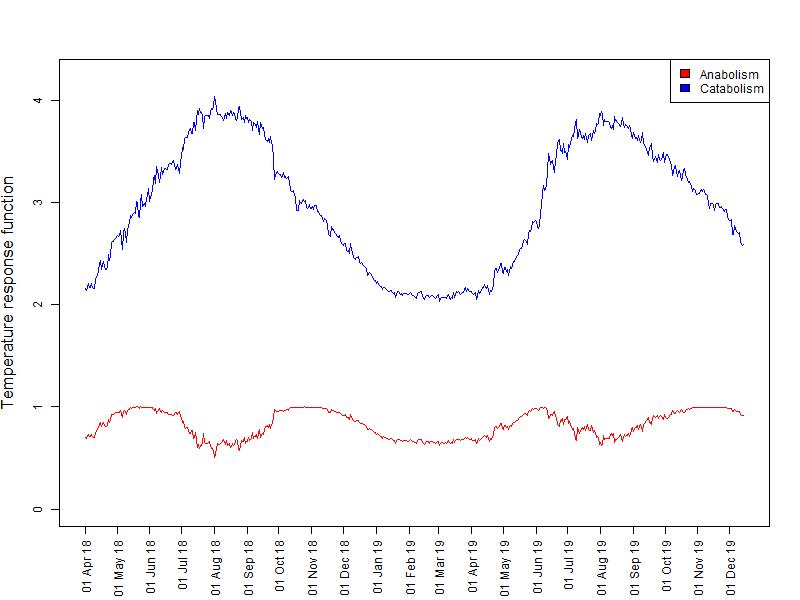 Anabolism
Catabolism
Temperature response function
4
3
2
1
0
01 Apr 18
01 May 18
01 Jun 18
01 Jul 18
01 Aug 18
01 Sep 18
01 Oct 18
01 Nov 18
01 Dec 18
01 Jan 19
01 Feb 19
01 Mar 19
01 Apr 19
01 May 19
01 Jun 19
01 Jul 19
01 Aug 19
01 Sep 19
01 Oct 19
01 Nov 19
01 Dec 19